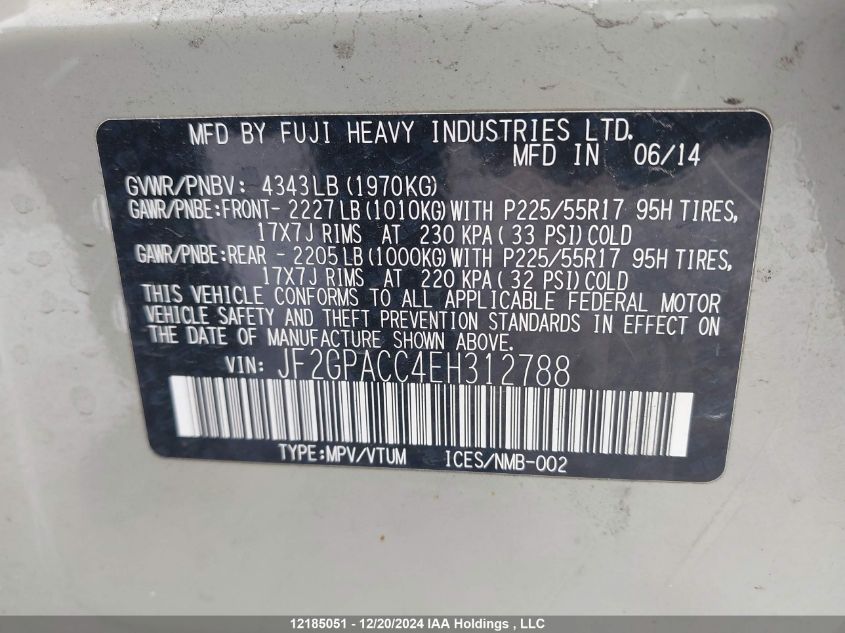 MFD BY FUJI HEAVY INDUSTRIES LTD.
MFD IN 06/14
GVWR/PNBV: 4343LB (1970KG)
GAWR/PNBE:FRONT- 2227LB (1010KG) WITH P225/55R17 95H TIRES,
17X7J RIMS AT 230 KPA (33 PSI) COLD
GAWR/PNBE:REAR - 2205LB (1000KG) WITH P225/55R17 95H TIRES,
17X7J RIMS AT 220 KPA (32 PSI) COLD
THIS VEHICLE CONFORMS TO ALL APPLICABLE FEDERAL MOTOR
VEHICLE SAFETY AND THEFT PREVENTION STANDARDS IN EFFECT ON
THE DATE OF MANUFACTURE SHOWN ABOVE.
VIN: JF2GPACC4EH312788
TYPE:MPV/VTUM ICES/NMB-002
12185051 - 12/20/2024 IAA Holdings , LLC